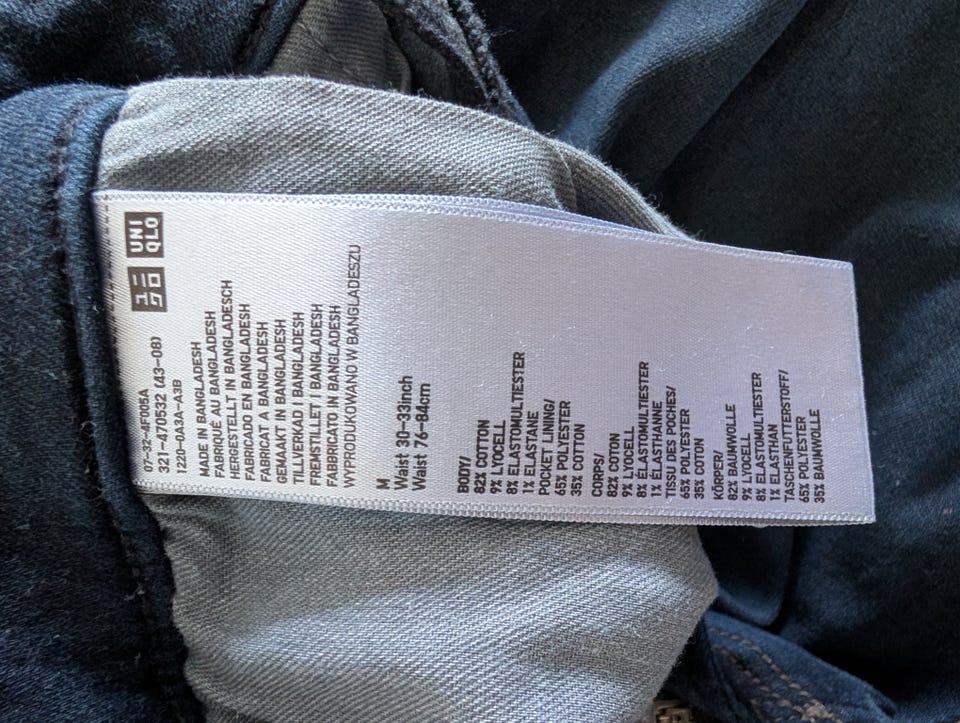 ユニ
クロ
UNI
QLO
07-32-4F005A
321-470532 (43-08)
1220-0A3A-A3B
MADE IN BANGLADESH
FABRIQUÉ AU BANGLADESH
HERGESTELLT IN BANGLADESCH
FABRICADO EN BANGLADESH
FABRICAT A BANGLADESH
GEMAAKT IN BANGLADESH
TILLVERKAD I BANGLADESH
FREMSTILLET I BANGLADESH
FABBRICATO IN BANGLADESH
WYPRODUKOWANO W BANGLADESZU
M
Waist 30-33inch
Waist 76-84cm
BODY/
82% COTTON
9% LYOCELL
8% ELASTOMULTIESTER
1% ELASTANE
POCKET LINING/
65% POLYESTER
35% COTTON
CORPS/
82% COTON
9% LYOCELL
8% ÉLASTOMULTIESTER
1% ÉLASTHANNE
TISSU DES POCHES/
65% POLYESTER
35% COTON
KÖRPER/
82% BAUMWOLLE
9% LYOCELL
8% ELASTOMULTIESTER
1% ELASTHAN
TASCHENFUTTERSTOFF/
65% POLYESTER
35% BAUMWOLLE